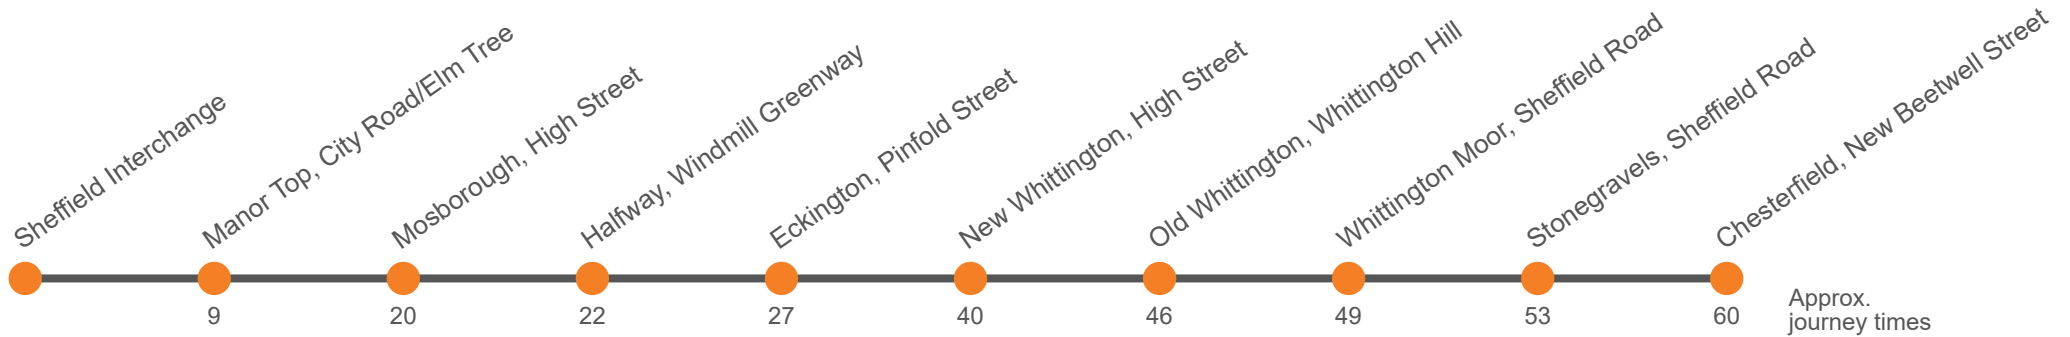 Sheffield Interchange
Manor Top, City Road/Elm Tree
Mosborough, High Street
Halfway, Windmill Greenway
Eckington, Pinfold Street
New Whittington, High Street
Old Whittington, Whittington Hill
Whittington Moor, Sheffield Road
Stonegravels, Sheffield Road
Chesterfield, New Beetwell Street
9 20 22 27 40 46 49 53 60
Approx.
journey times